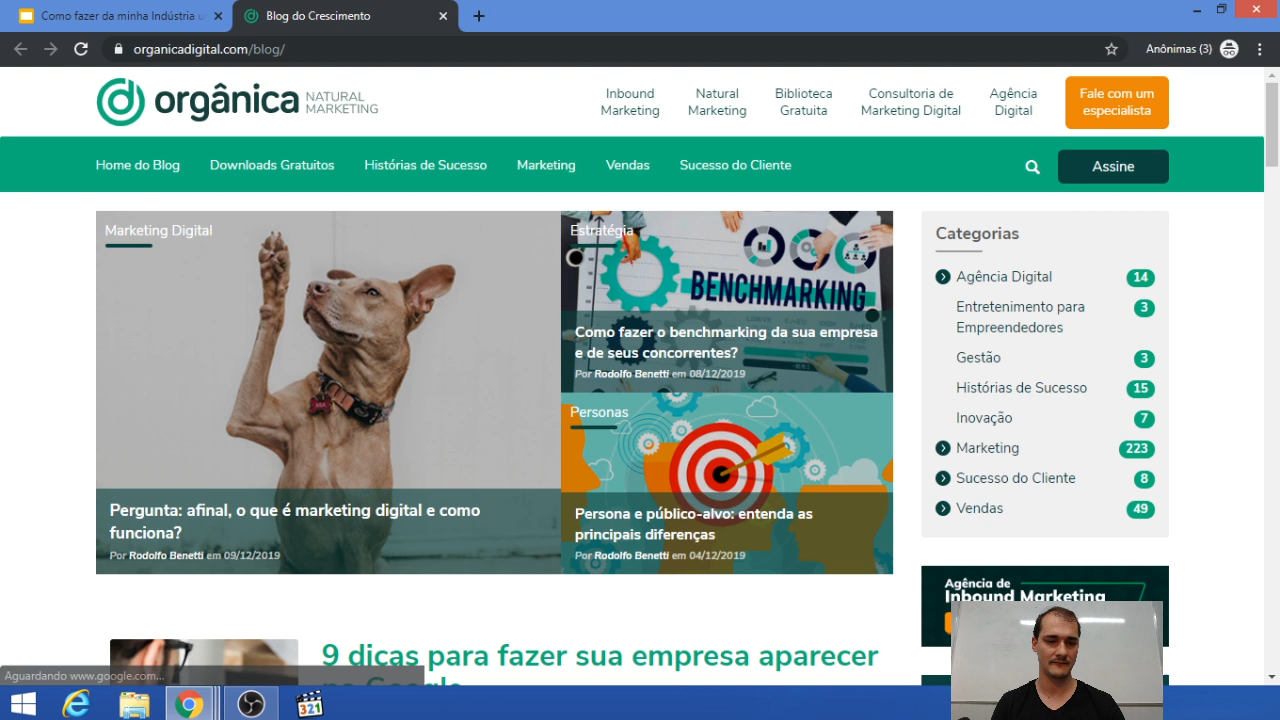 Como fazer da minha Indústria u
Blog do Crescimento
organicadigital.com/blog/
Anônimas (3)
orgânica
NATURAL
MARKETING
Inbound
Marketing
Natural
Marketing
Biblioteca
Gratuita
Consultoria de
Marketing Digital
Agência
Digital
Fale com um
especialista
Home do Blog
Downloads Gratuitos
Histórias de Sucesso
Marketing
Vendas
Sucesso do Cliente
Assine
Marketing Digital
Pergunta: afinal, o que é marketing digital e como
funciona?
Por Rodolfo Benetti em 09/12/2019
Estratégia
BENCHMARKING
Como fazer o benchmarking da sua empresa
e de seus concorrentes?
Por Rodolfo Benetti em 08/12/2019
Personas
Persona e público-alvo: entenda as
principais diferenças
Por Rodolfo Benetti em 04/12/2019
Categorias
Agência Digital 14
Entretenimento para 3
Empreendedores
Gestão 3
Histórias de Sucesso 15
Inovação 7
Marketing 223
Sucesso do Cliente 8
Vendas 49
Agência de
Inbound Marketing
9 dicas para fazer sua empresa aparecer
no Google
Aguardando www.google.com...
321